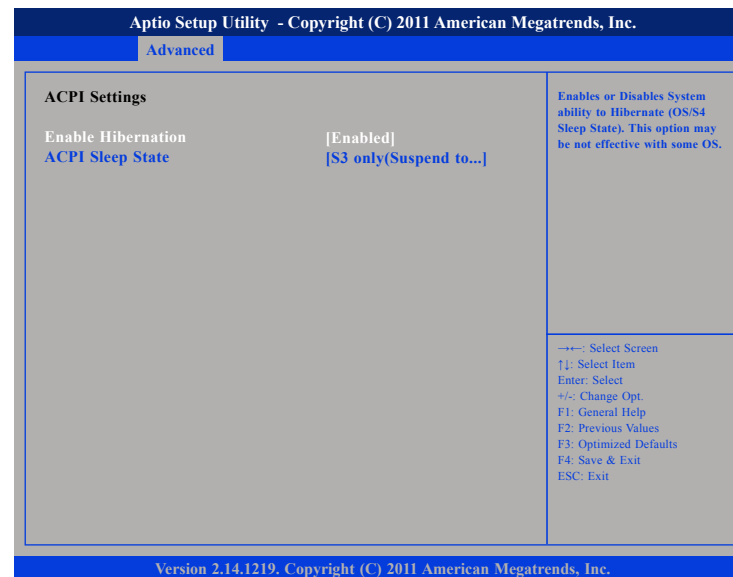 Aptio Setup Utility - Copyright (C) 2011 American Megatrends, Inc.
Advanced
ACPI Settings
Enable Hibernation [Enabled]
ACPI Sleep State [S3 only(Suspend to...]
Enables or Disables System
ability to Hibernate (OS/S4
Sleep State). This option may
be not effective with some OS.
→←: Select Screen
↑↓: Select Item
Enter: Select
+/-: Change Opt.
F1: General Help
F2: Previous Values
F3: Optimized Defaults
F4: Save & Exit
ESC: Exit
Version 2.14.1219. Copyright (C) 2011 American Megatrends, Inc.